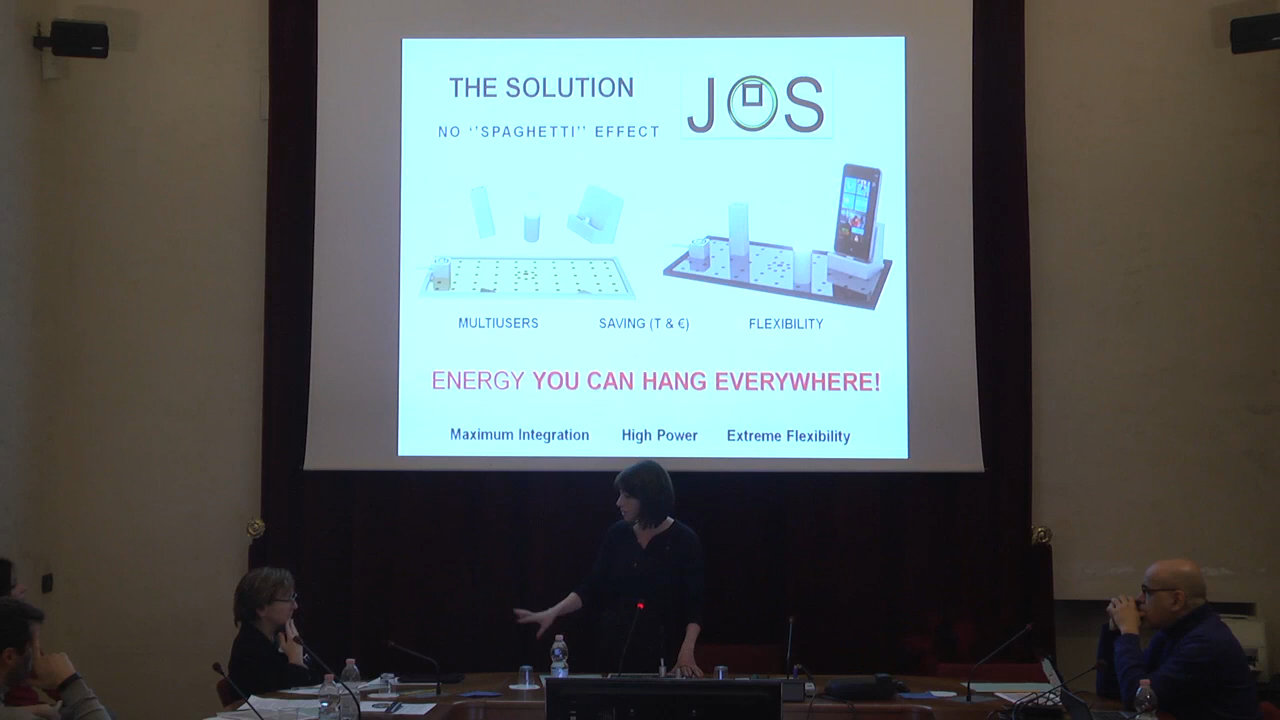 THE SOLUTION
JOS
NO ‘’SPAGHETTI’’ EFFECT
MULTIUSERS SAVING (T & €) FLEXIBILITY
ENERGY YOU CAN HANG EVERYWHERE!
Maximum Integration High Power Extreme Flexibility